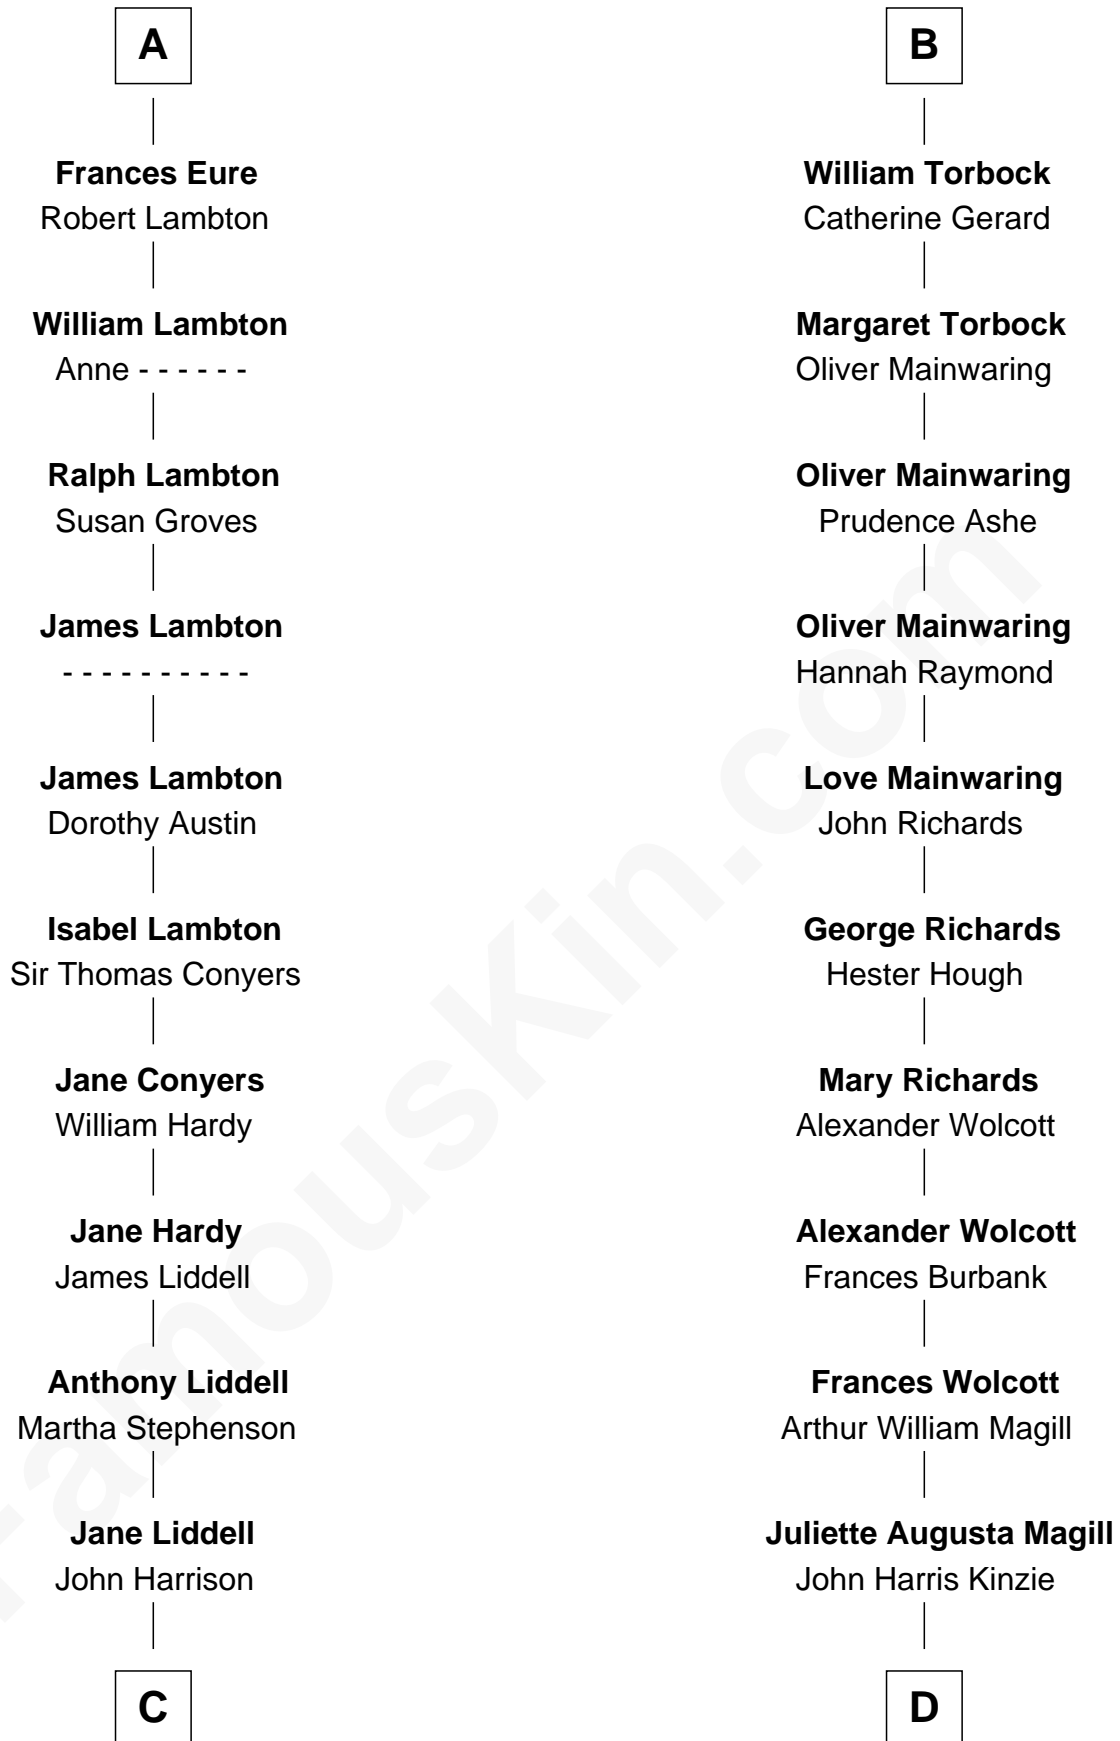 A
Frances Eure
Robert Lambton
William Lambton
Anne - - - - - -
Ralph Lambton
Susan Groves
James Lambton
- - - - - - - - - -
James Lambton
Dorothy Austin
Isabel Lambton
Sir Thomas Conyers
Jane Conyers
William Hardy
Jane Hardy
James Liddell
Anthony Liddell
Martha Stephenson
Jane Liddell
John Harrison
C
B
William Torbock
Catherine Gerard
Margaret Torbock
Oliver Mainwaring
Oliver Mainwaring
Prudence Ashe
Oliver Mainwaring
Hannah Raymond
Love Mainwaring
John Richards
George Richards
Hester Hough
Mary Richards
Alexander Wolcott
Alexander Wolcott
Frances Burbank
Frances Wolcott
Arthur William Magill
Juliette Augusta Magill
John Harris Kinzie
D
FamousKin.com